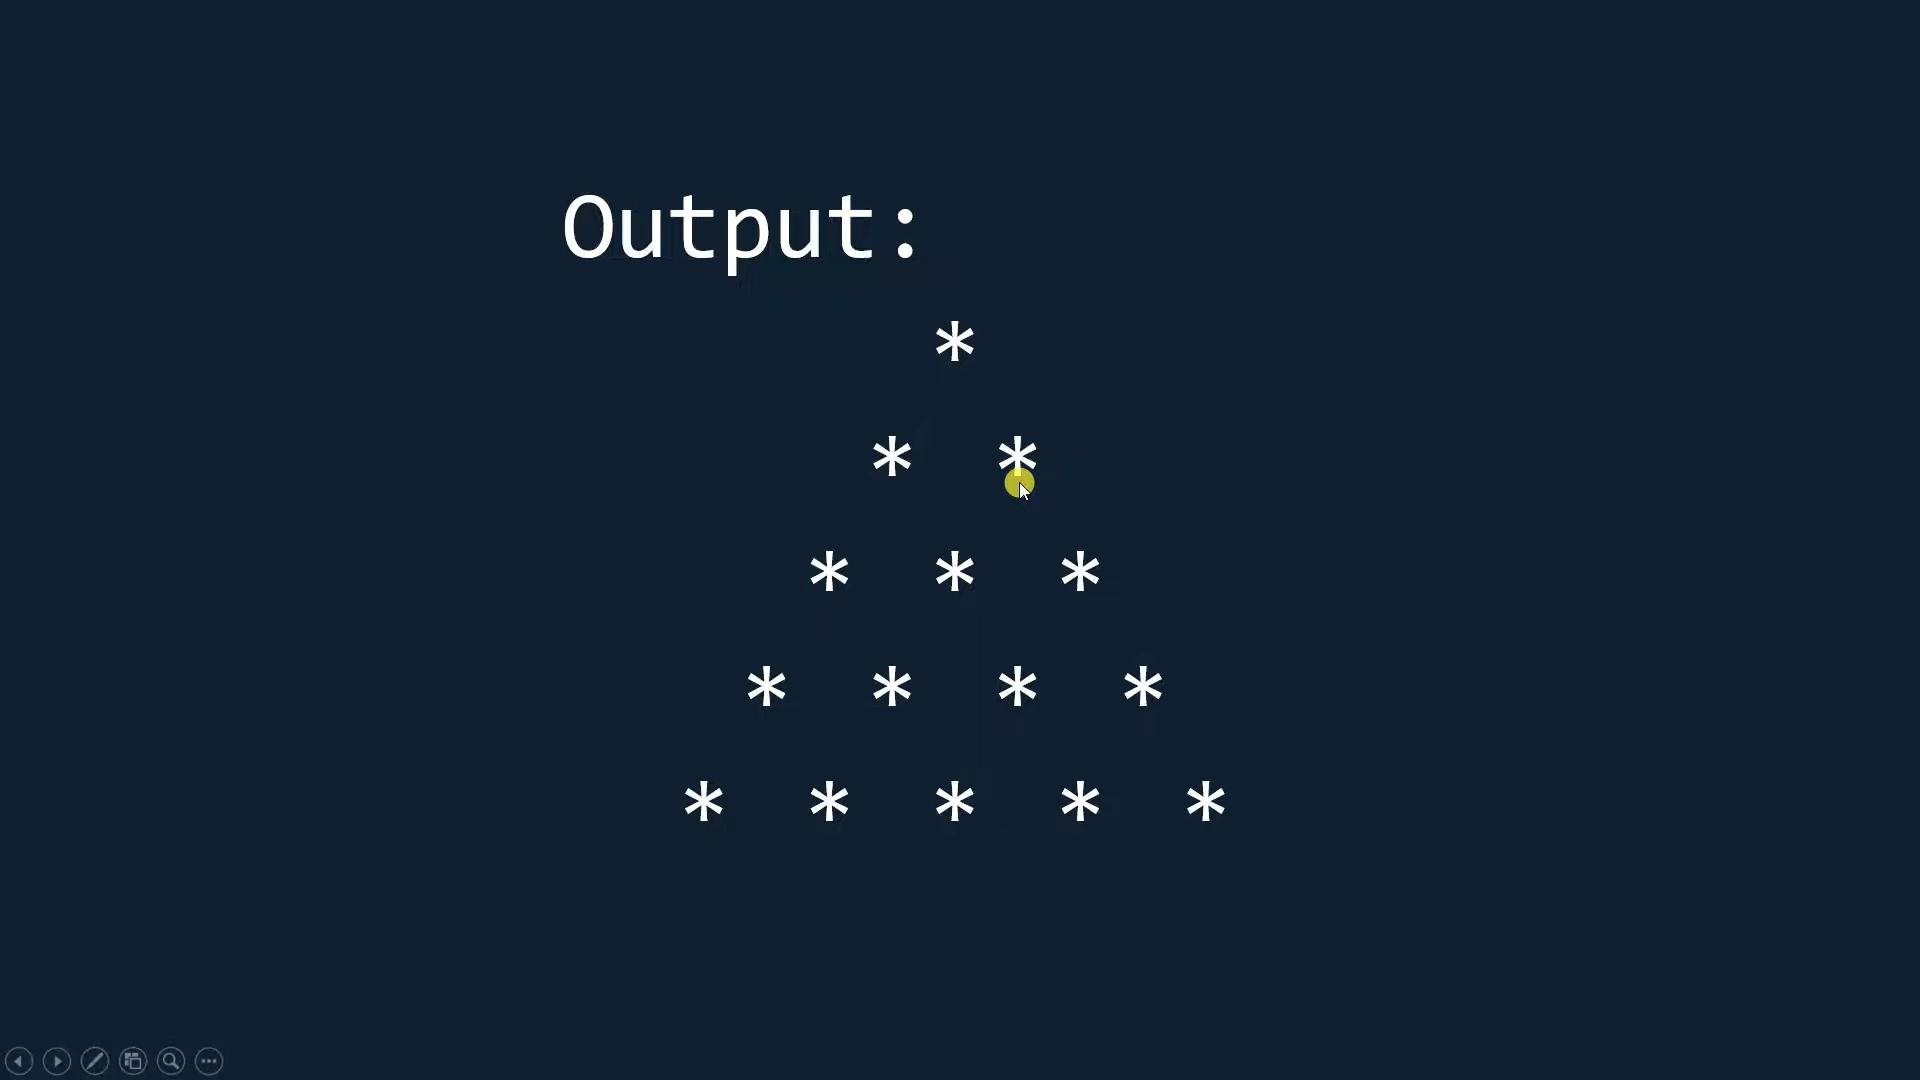 Output:
*
* *
* * *
* * * *
* * * * *